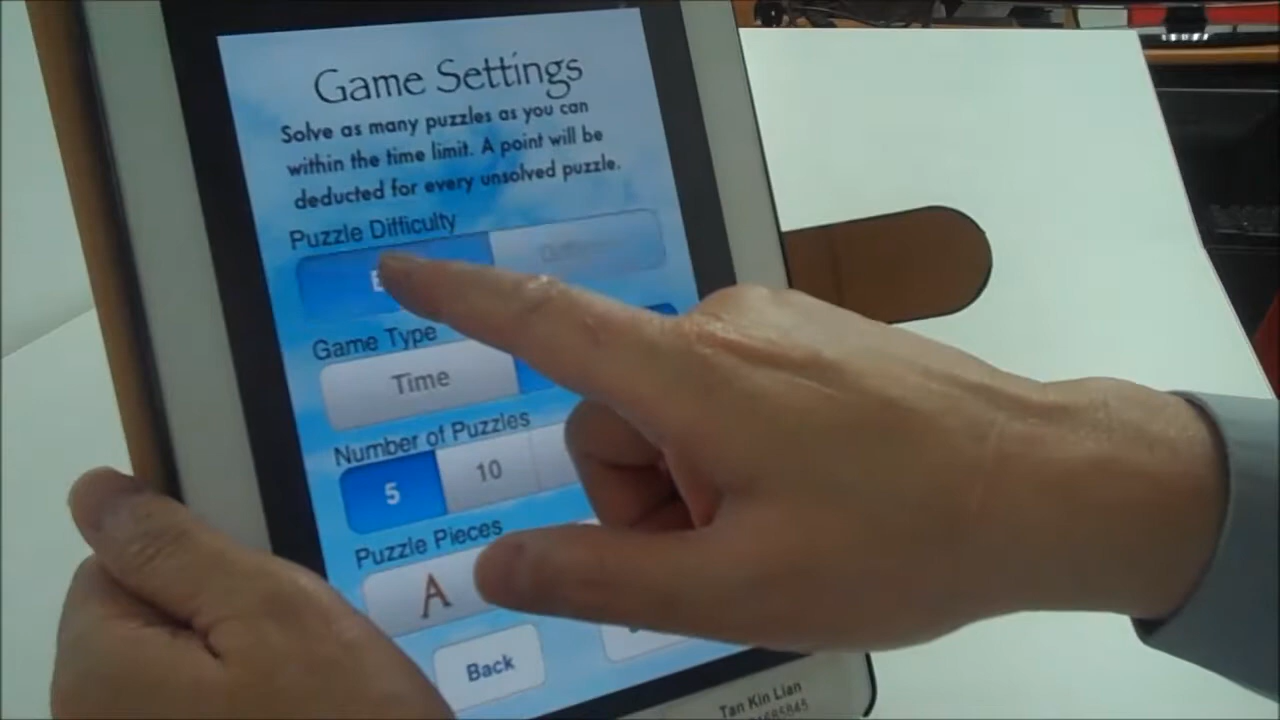 Game Settings
Solve as many puzzles as you can
within the time limit. A point will be
deducted for every unsolved puzzle.
Puzzle Difficulty
Game Type
Time
Number of Puzzles
5 10
Puzzle Pieces
A
Back
Tan Kin Lian